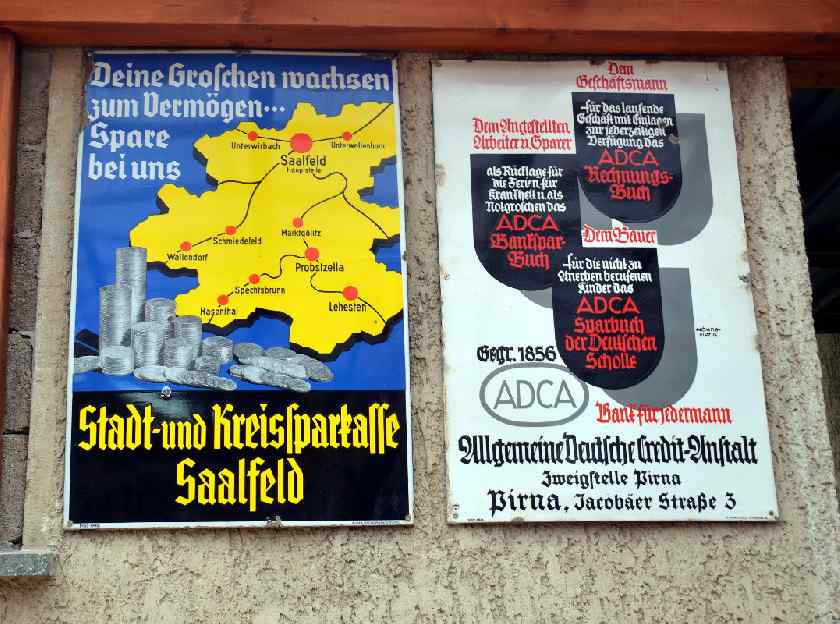 Deine Groschen wachsen
zum Vermögen...
Spare
bei uns
Unterwirbach
Saalfeld
Hauptstelle
Unterwellenborn
Schmiedefeld
Marktgölitz
Wallendorf
Probstzella
Spechtsbrunn
Hasenthal
Lehesten
Stadt- und Kreissparkasse
Saalfeld
Dem
Geschäftsmann
für das laufende
Geschäft mit Einlagen
zur jederzeitigen
Verfügung das
ADCA
Rechnungs-
Buch
Dem Angestellten
Arbeiter u. Sparer
als Rücklage für
die Ferien, für
Krankheit u. als
Notgroschen das
ADCA
Bankspar-
Buch
Dem Bauer
für die nicht zu
Anerben berufenen
Kinder das
ADCA
Sparbuch
der Deutschen
Scholle
Gegr. 1856
ADCA
Bank für jedermann
Allgemeine Deutsche Credit-Anstalt
Zweigstelle Pirna
Pirna, Jacobäer Straße 3